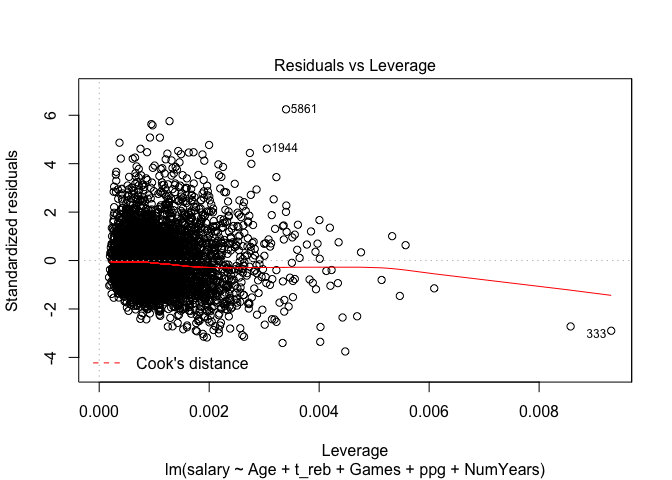 Residuals vs Leverage
Standardized residuals
6
4
2
0
-2
-4
5861
1944
333
Cook's distance
0.000 0.002 0.004 0.006 0.008
Leverage
lm(salary ~ Age + t_reb + Games + ppg + NumYears)